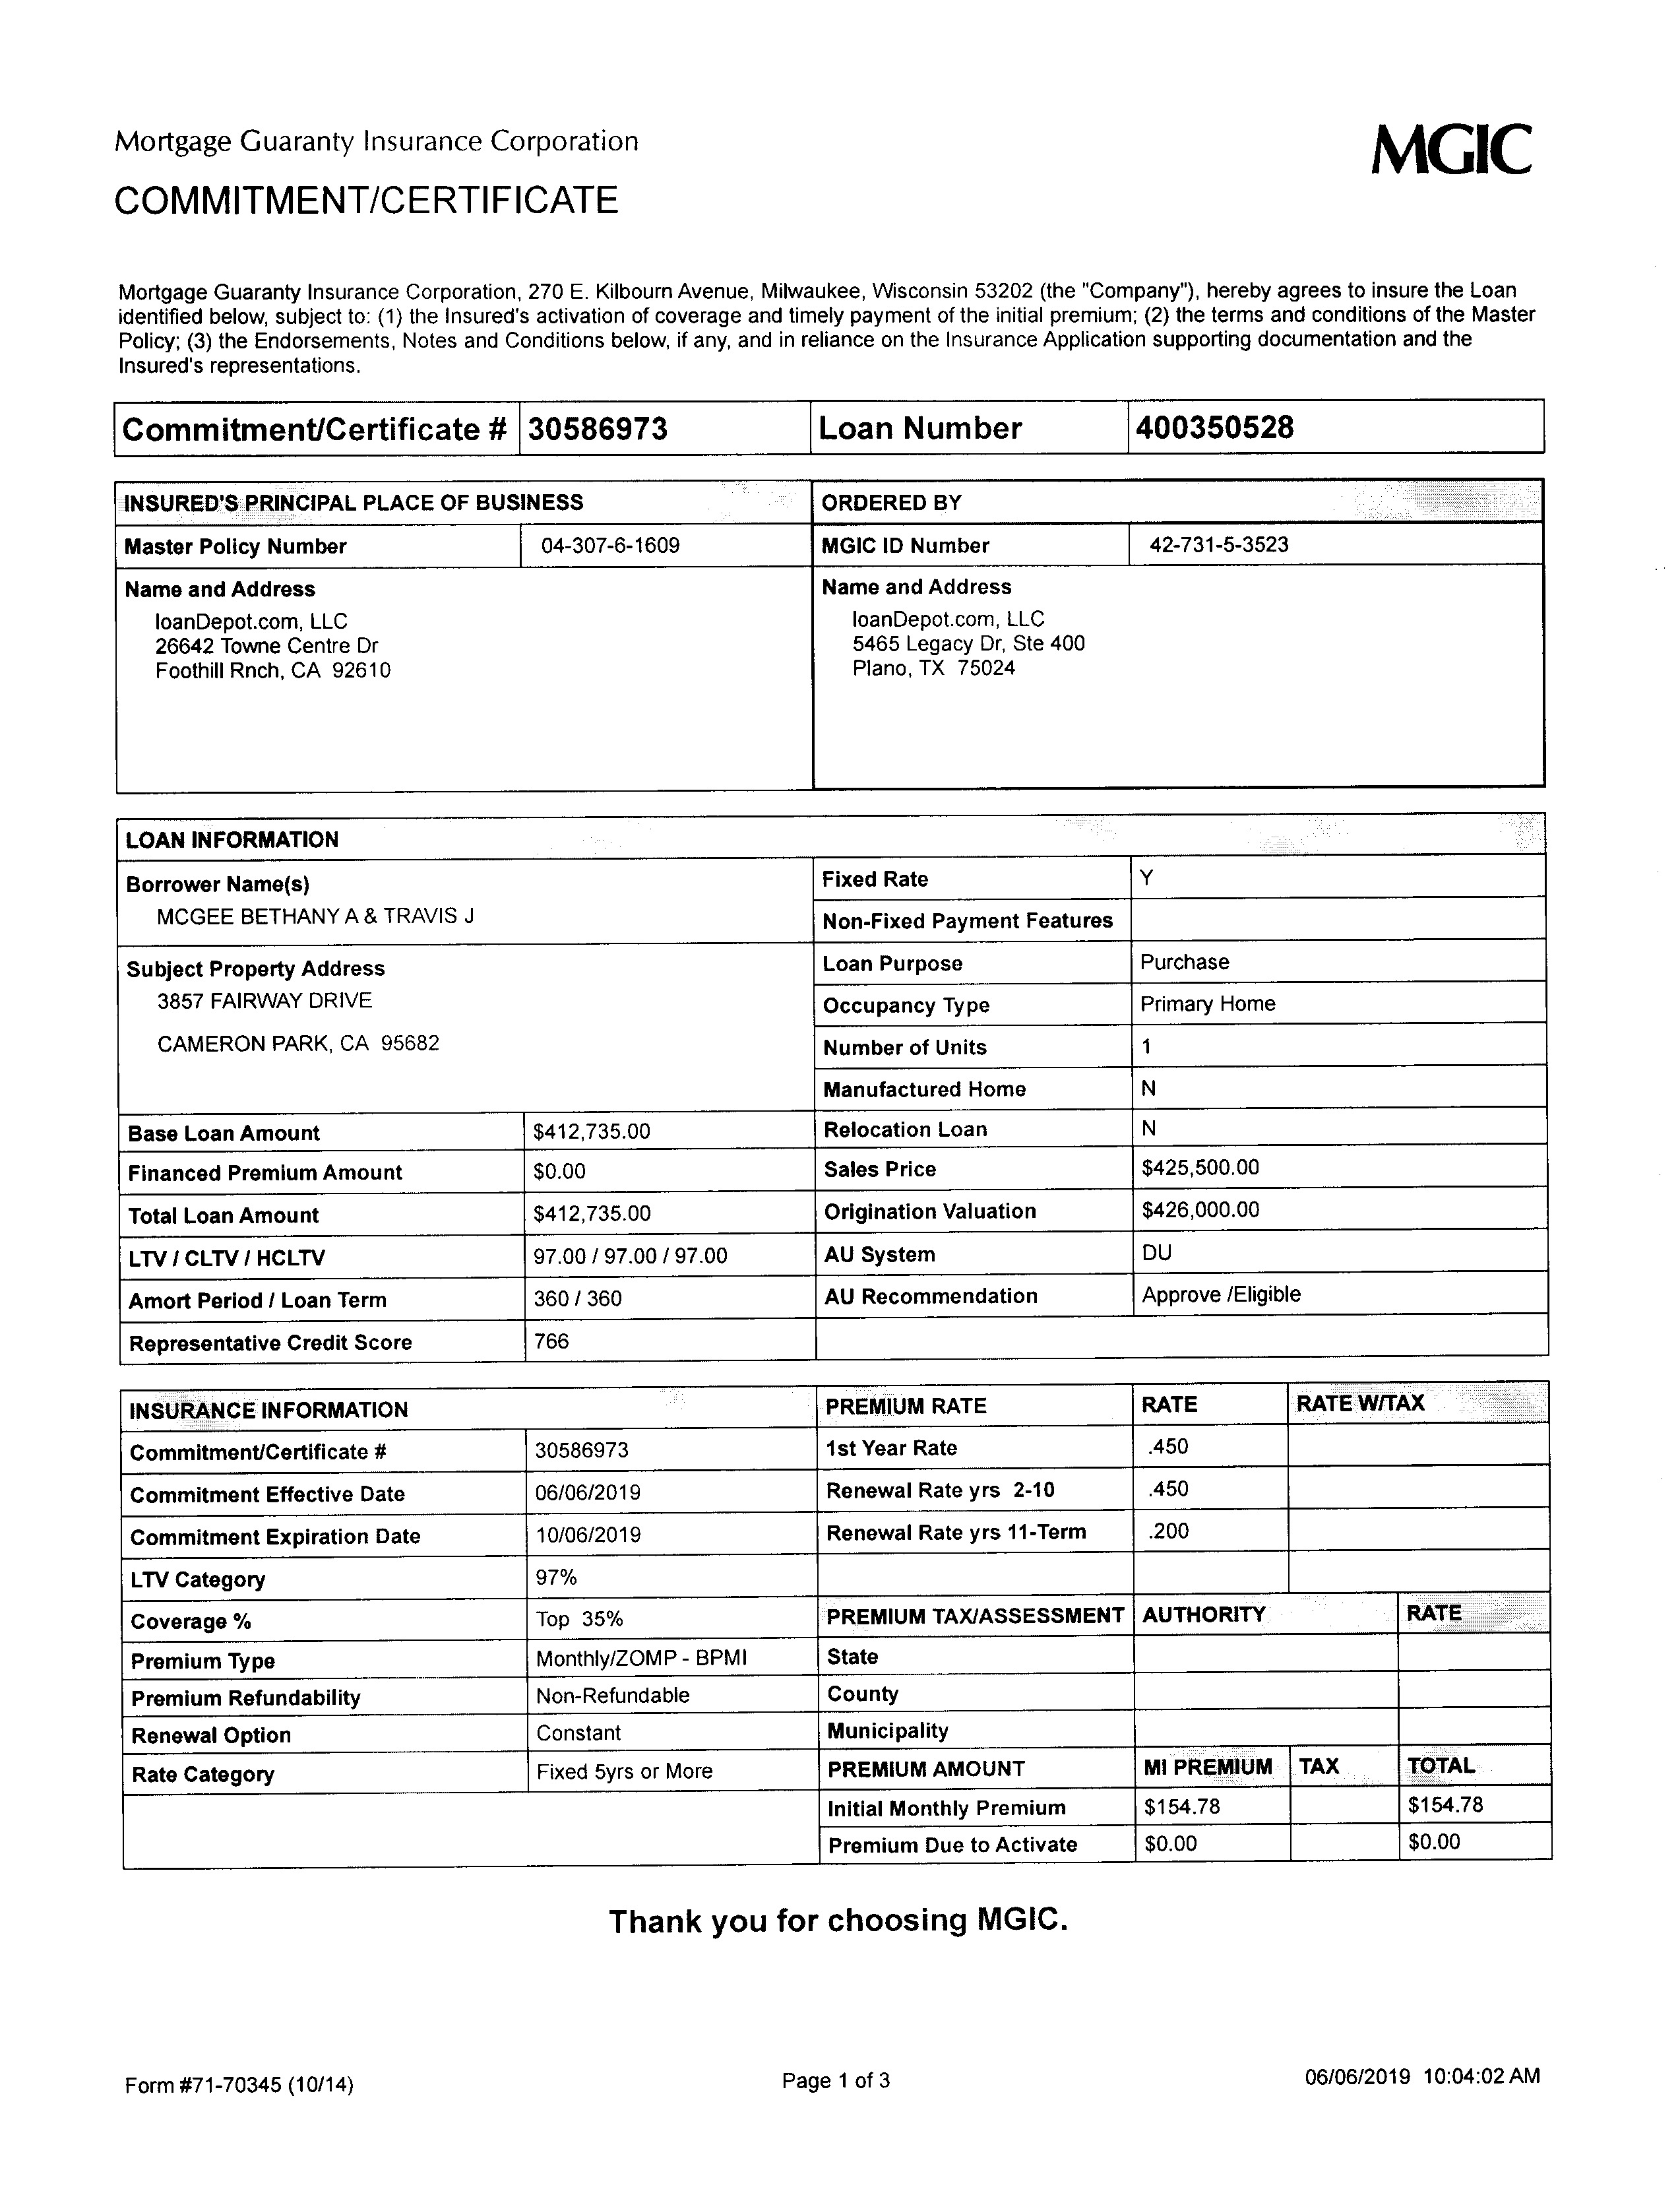 Mortgage Guaranty Insurance Corporation
MGIC
COMMITMENT/CERTIFICATE
Mortgage Guaranty Insurance Corporation, 270 E. Kilbourn Avenue, Milwaukee, Wisconsin 53202 (the "Company"), hereby agrees to insure the Loan
identified below, subject to: (1) the Insured's activation of coverage and timely payment of the initial premium; (2) the terms and conditions of the Master
Policy; (3) the Endorsements, Notes and Conditions below, if any, and in reliance on the Insurance Application supporting documentation and the
Insured's representations.
Commitment/Certificate # 30586973 Loan Number 400350528
INSURED'S PRINCIPAL PLACE OF BUSINESS
Master Policy Number 04-307-6-1609
Name and Address
loanDepot.com, LLC
26642 Towne Centre Dr
Foothill Rnch, CA 92610
ORDERED BY
MGIC ID Number 42-731-5-3523
Name and Address
loanDepot.com, LLC
5465 Legacy Dr, Ste 400
Plano, TX 75024
LOAN INFORMATION
Borrower Name(s)
MCGEE BETHANY A & TRAVIS J
Subject Property Address
3857 FAIRWAY DRIVE
CAMERON PARK, CA 95682
Base Loan Amount $412,735.00
Financed Premium Amount $0.00
Total Loan Amount $412,735.00
LTV / CLTV / HCLTV 97.00 / 97.00 / 97.00
Amort Period / Loan Term 360 / 360
Representative Credit Score 766
Fixed Rate Y
Non-Fixed Payment Features
Loan Purpose Purchase
Occupancy Type Primary Home
Number of Units 1
Manufactured Home N
Relocation Loan N
Sales Price $425,500.00
Origination Valuation $426,000.00
AU System DU
AU Recommendation Approve /Eligible
INSURANCE INFORMATION
Commitment/Certificate # 30586973
Commitment Effective Date 06/06/2019
Commitment Expiration Date 10/06/2019
LTV Category 97%
Coverage % Top 35%
Premium Type Monthly/ZOMP - BPMI
Premium Refundability Non-Refundable
Renewal Option Constant
Rate Category Fixed 5yrs or More
PREMIUM RATE RATE RATE W/TAX
1st Year Rate .450
Renewal Rate yrs 2-10 .450
Renewal Rate yrs 11-Term .200
PREMIUM TAX/ASSESSMENT AUTHORITY RATE
State
County
Municipality
PREMIUM AMOUNT MI PREMIUM TAX TOTAL
Initial Monthly Premium $154.78 $154.78
Premium Due to Activate $0.00 $0.00
Thank you for choosing MGIC.
Form #71-70345 (10/14) Page 1 of 3 06/06/2019 10:04:02 AM